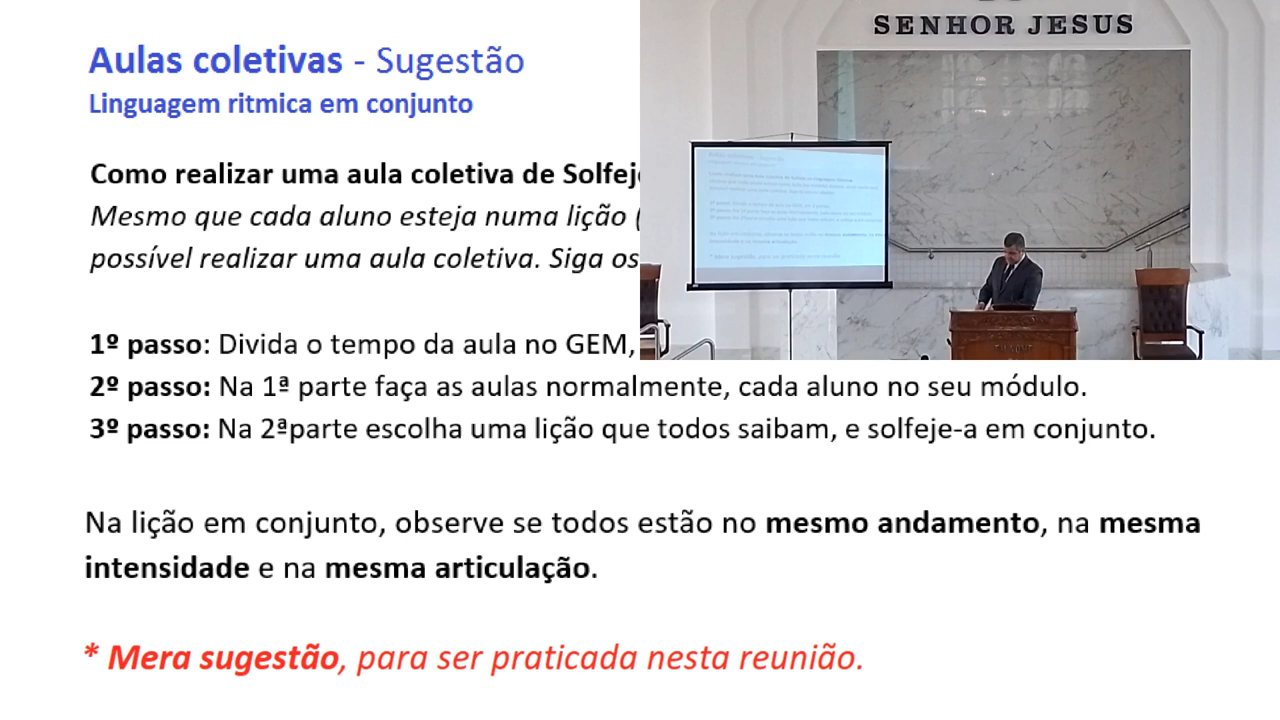 Aulas coletivas - Sugestão
Linguagem ritmica em conjunto
SENHOR JESUS
Como realizar uma aula coletiva de Solfej
Mesmo que cada aluno esteja numa lição (
possível realizar uma aula coletiva. Siga os
1º passo: Divida o tempo da aula no GEM,
2º passo: Na 1ª parte faça as aulas normalmente, cada aluno no seu módulo.
3º passo: Na 2ªparte escolha uma lição que todos saibam, e solfeje-a em conjunto.
Na lição em conjunto, observe se todos estão no mesmo andamento, na mesma
intensidade e na mesma articulação.
* Mera sugestão, para ser praticada nesta reunião.